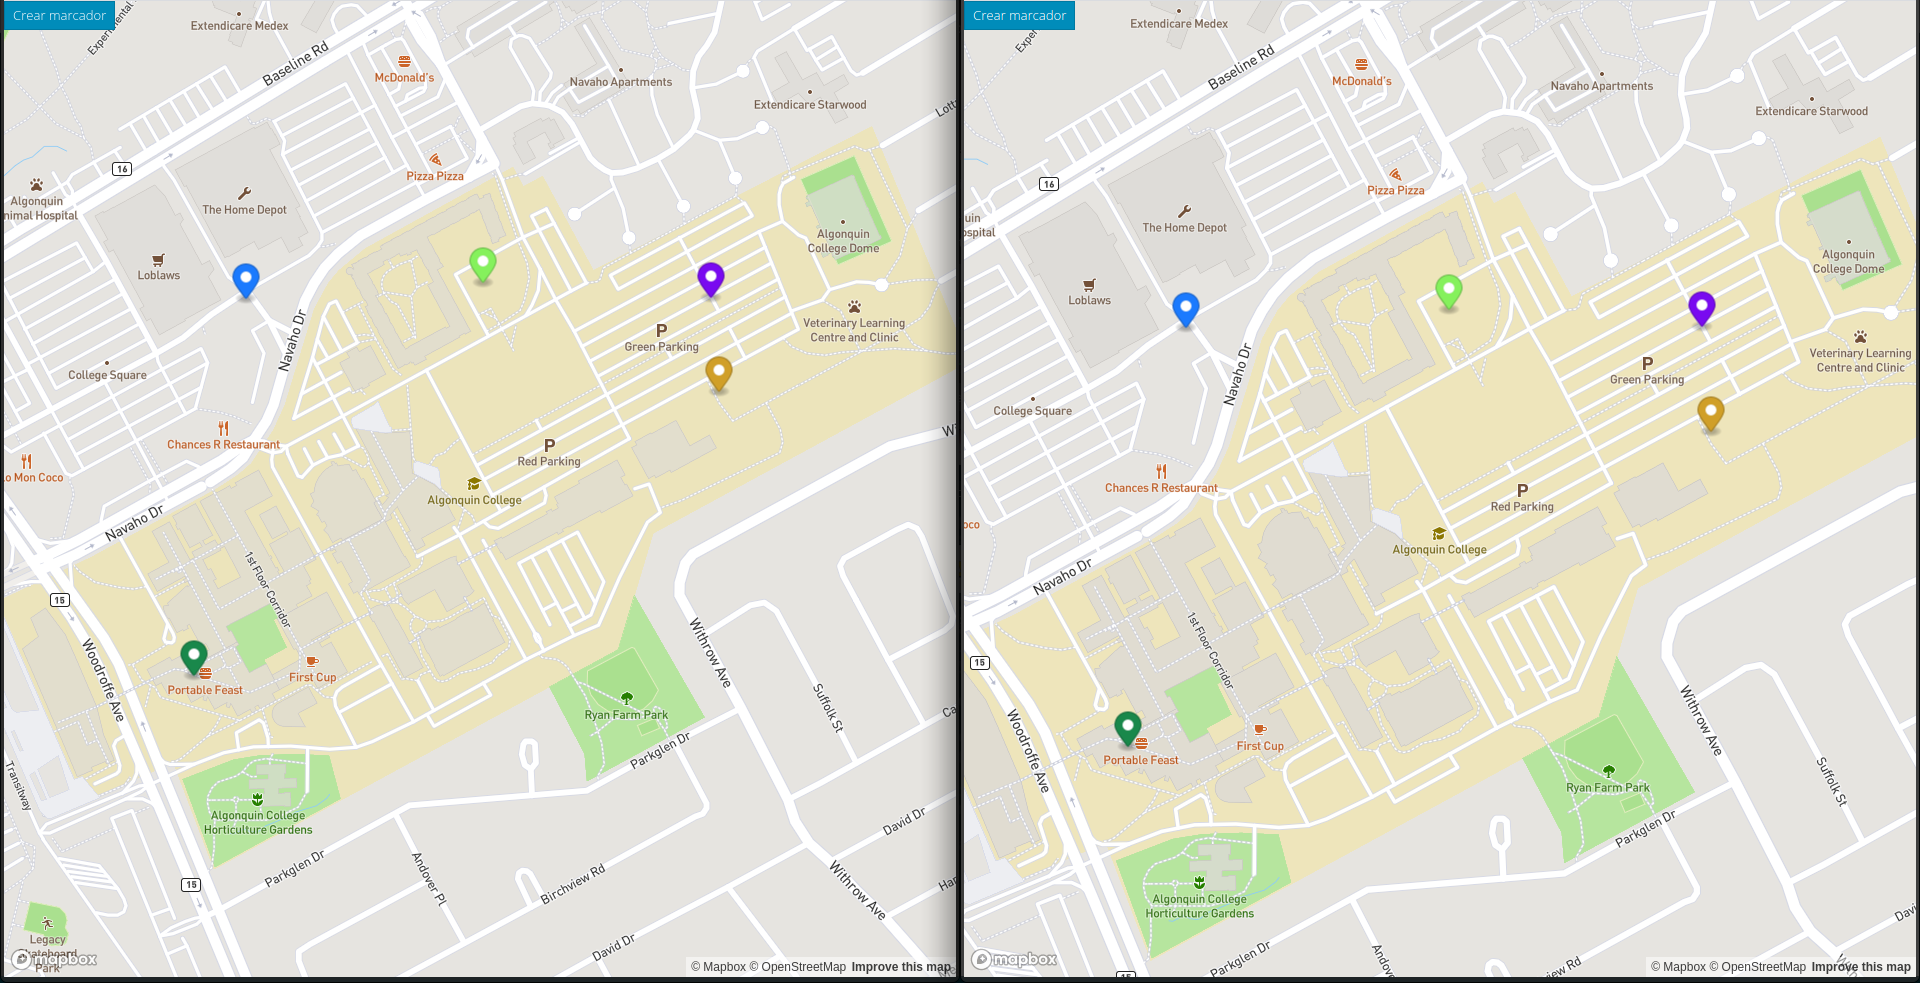 Crear marcador
Extendicare Medex
Baseline Rd
McDonald's
Navaho Apartments
Extendicare Starwood
16
Pizza Pizza
Algonquin
The Home Depot
Algonquin
College Dome
Loblaws
Navaho Dr
P
Green Parking
Veterinary Learning
Centre and Clinic
College Square
Chances R Restaurant
P
Red Parking
Mon Coco
Algonquin College
Navaho Dr
1st Floor Corridor
15
Woodroffe Ave
Portable Feast
First Cup
Ryan Farm Park
Withrow Ave
Suffolk St
Parkglen Dr
Transitway
Algonquin College
Horticulture Gardens
David Dr
Parkglen Dr
Andover Pl
Birchview Rd
Withrow Ave
15
Legacy
Park
David Dr
mapbox
© Mapbox © OpenStreetMap Improve this map
Crear marcador
Extendicare Medex
Baseline Rd
McDonald's
Navaho Apartments
Extendicare Starwood
16
Pizza Pizza
The Home Depot
Algonquin
College Dome
Loblaws
Navaho Dr
P
Green Parking
Veterinary Learning
Centre and Clinic
College Square
Chances R Restaurant
P
Red Parking
Algonquin College
Navaho Dr
1st Floor Corridor
15
Woodroffe Ave
Portable Feast
First Cup
Ryan Farm Park
Withrow Ave
Suffolk St
Parkglen Dr
Algonquin College
Horticulture Gardens
Parkglen Dr
15
mapbox
© Mapbox © OpenStreetMap Improve this map